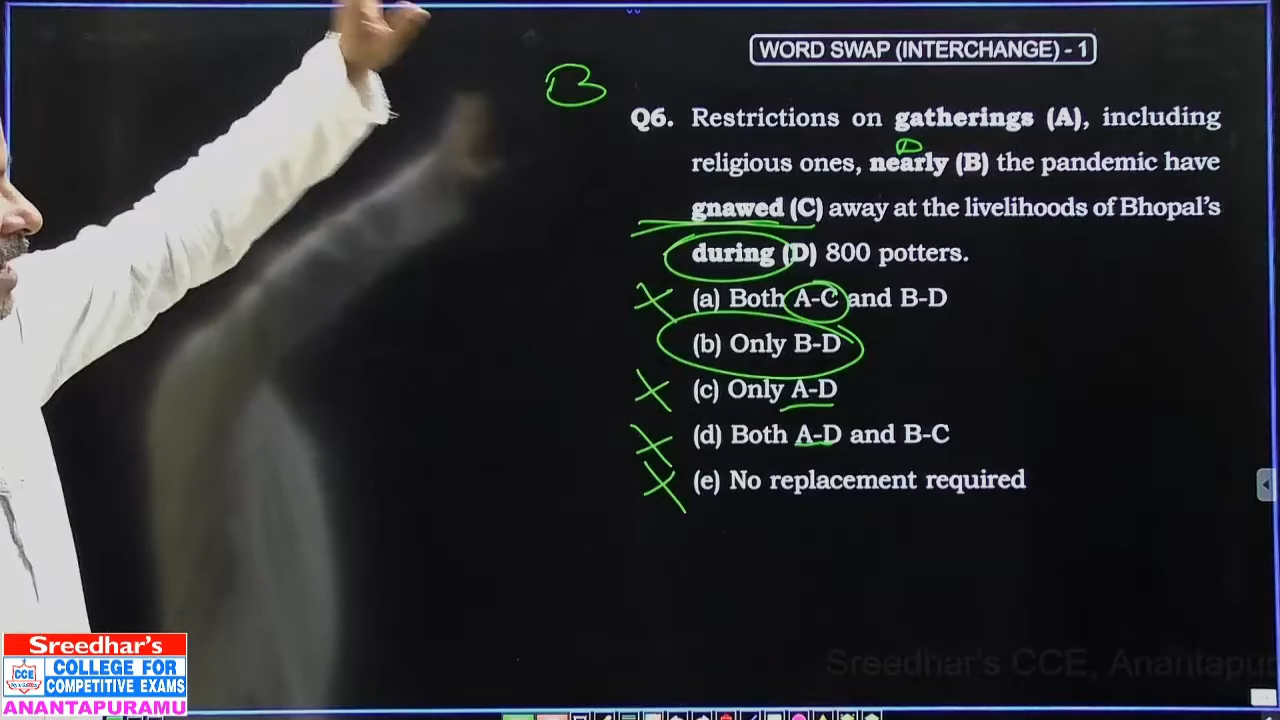 WORD SWAP (INTERCHANGE) - 1
B
Q6. Restrictions on gatherings (A), including
D
religious ones, nearly (B) the pandemic have
gnawed (C) away at the livelihoods of Bhopal's
during (D) 800 potters.
(a) Both A-C and B-D
(b) Only B-D
(c) Only A-D
(d) Both A-D and B-C
(e) No replacement required
Sreedhar's
CCE
COLLEGE FOR
COMPETITIVE EXAMS
ANANTAPURAMU
Sreedhar's CCE, Anantapur